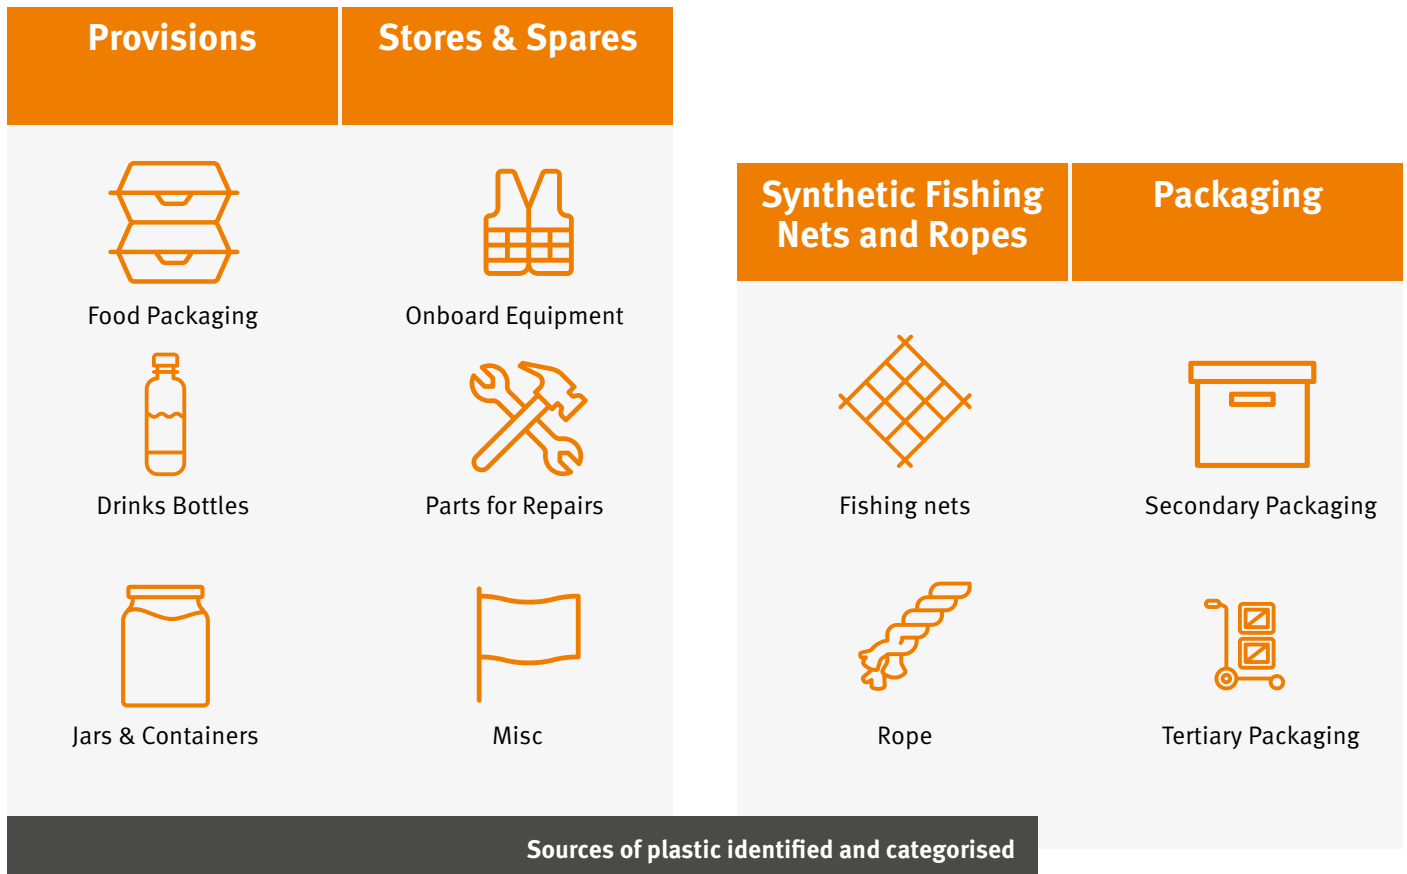 Provisions
Food Packaging
Drinks Bottles
Jars & Containers
Stores & Spares
Onboard Equipment
Parts for Repairs
Misc
Synthetic Fishing
Nets and Ropes
Fishing nets
Rope
Packaging
Secondary Packaging
Tertiary Packaging
Sources of plastic identified and categorised